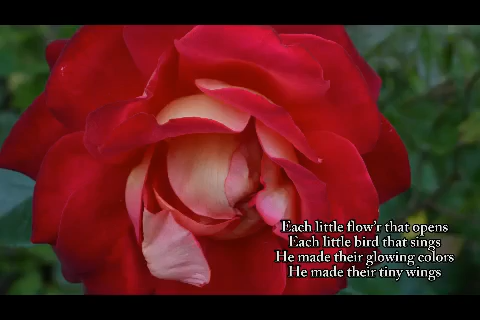 Each little flow'r that opens
Each little bird that sings
He made their glowing colors
He made their tiny wings